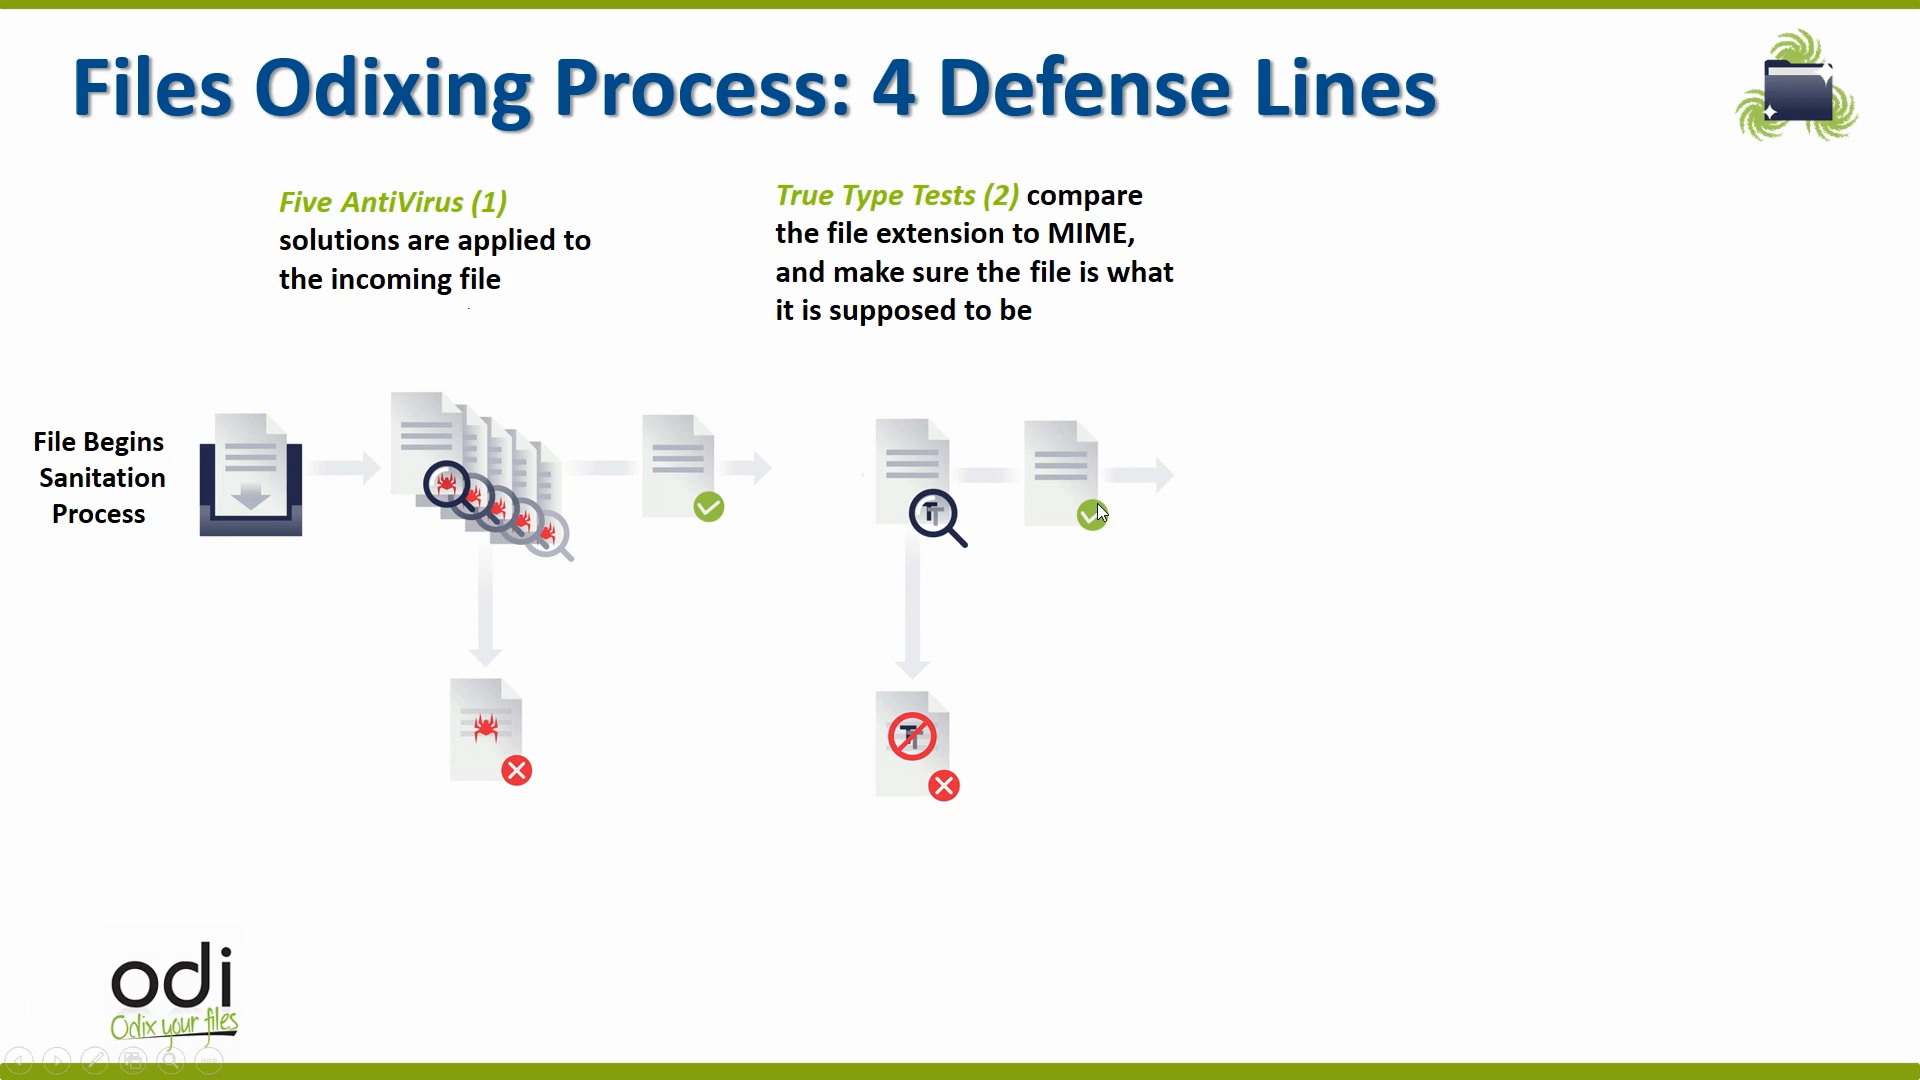 Files Odixing Process: 4 Defense Lines
Five AntiVirus (1)
solutions are applied to
the incoming file
True Type Tests (2) compare
the file extension to MIME,
and make sure the file is what
it is supposed to be
File Begins
Sanitation
Process
TT
TT
odi
Odix your files